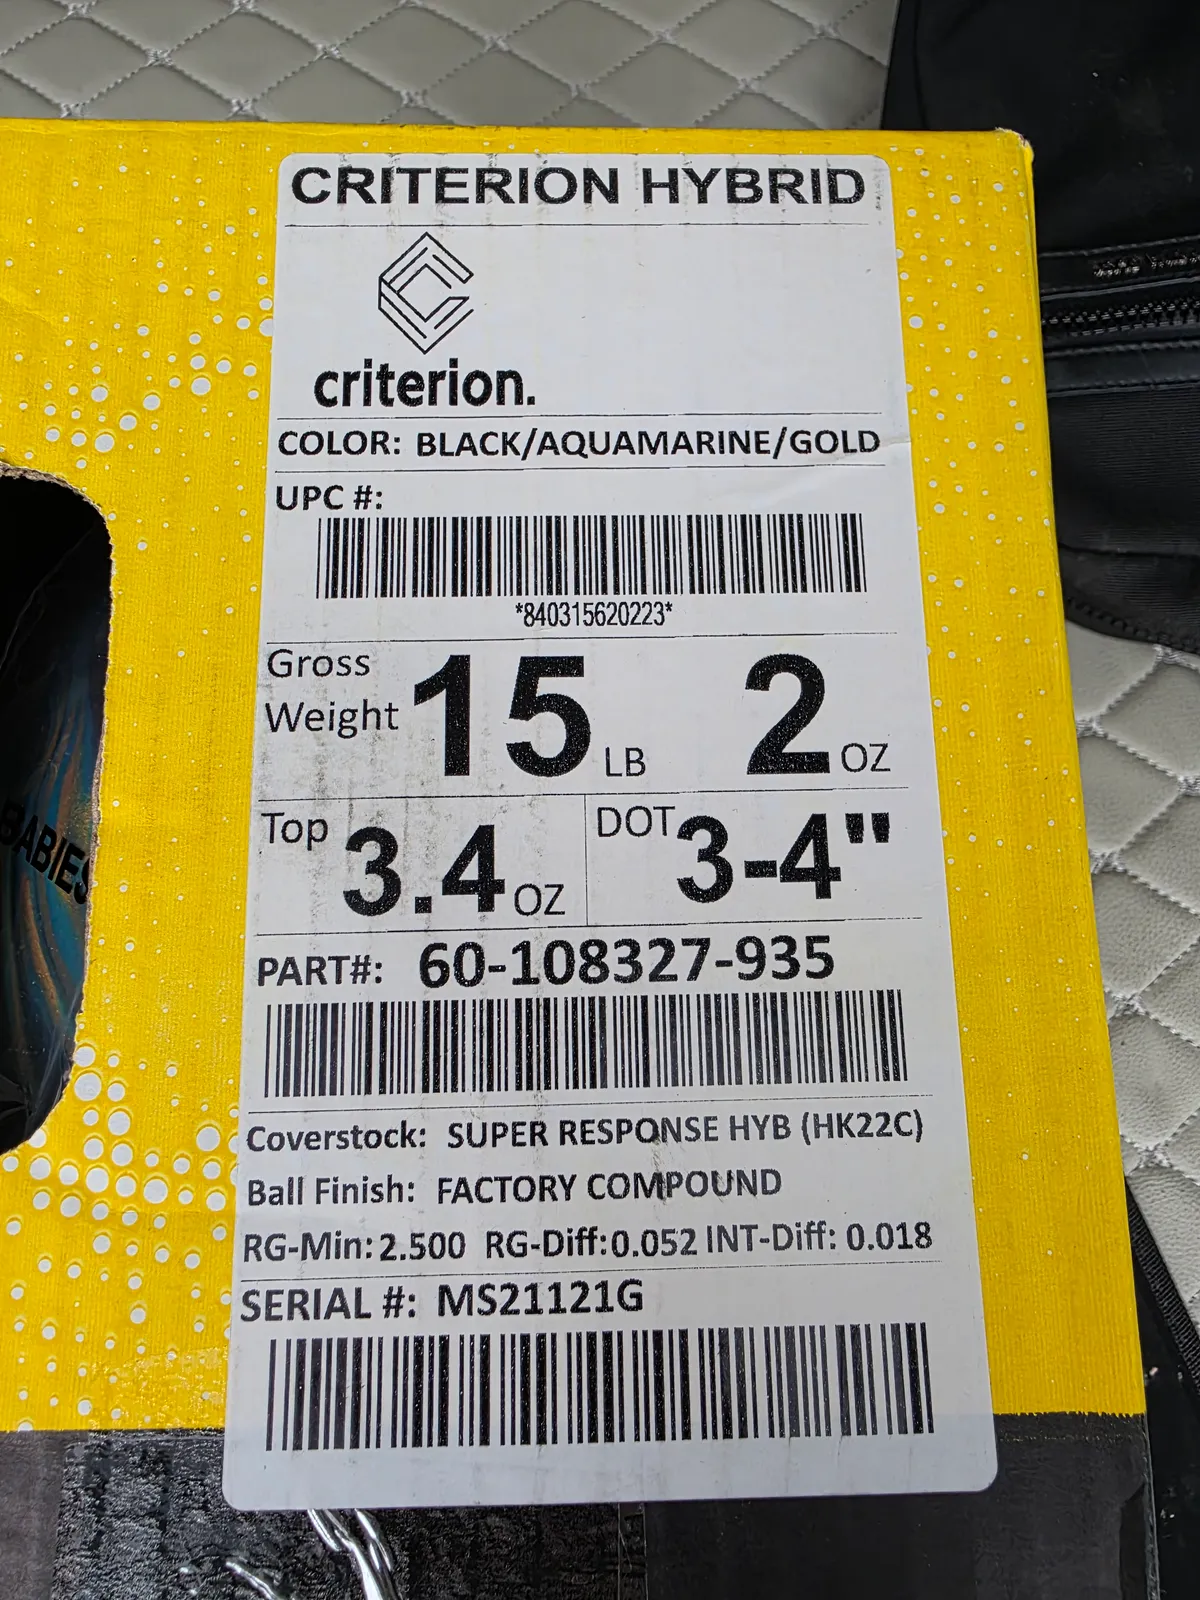 CRITERION HYBRID
criterion.
COLOR: BLACK/AQUAMARINE/GOLD
UPC #:
*840315620223*
Gross Weight 15 LB 2 OZ
Top 3.4 OZ DOT 3-4"
PART#: 60-108327-935
Coverstock: SUPER RESPONSE HYB (HK22C)
Ball Finish: FACTORY COMPOUND
RG-Min: 2.500 RG-Diff: 0.052 INT-Diff: 0.018
SERIAL #: MS21121G
BABIES